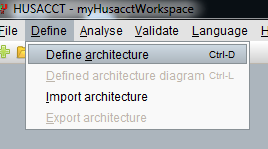 HUSACCT - myHusacctWorkspace
File Define Analyse Validate Language H
Define architecture Ctrl-D
Defined architecture diagram Ctrl-L
Import architecture
Export architecture